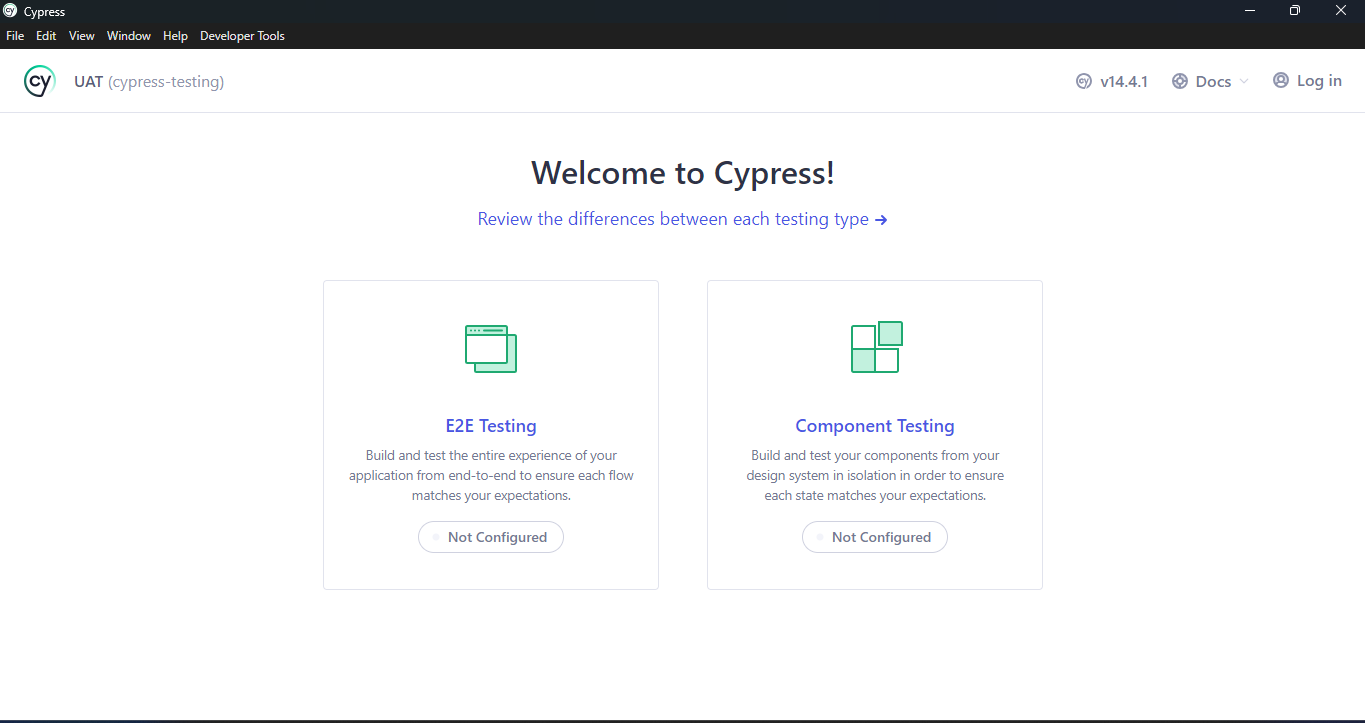 Cypress
File Edit View Window Help Developer Tools
cy UAT (cypress-testing) v14.4.1 Docs Log in
Welcome to Cypress!
Review the differences between each testing type →
E2E Testing
Build and test the entire experience of your
application from end-to-end to ensure each flow
matches your expectations.
Not Configured
Component Testing
Build and test your components from your
design system in isolation in order to ensure
each state matches your expectations.
Not Configured